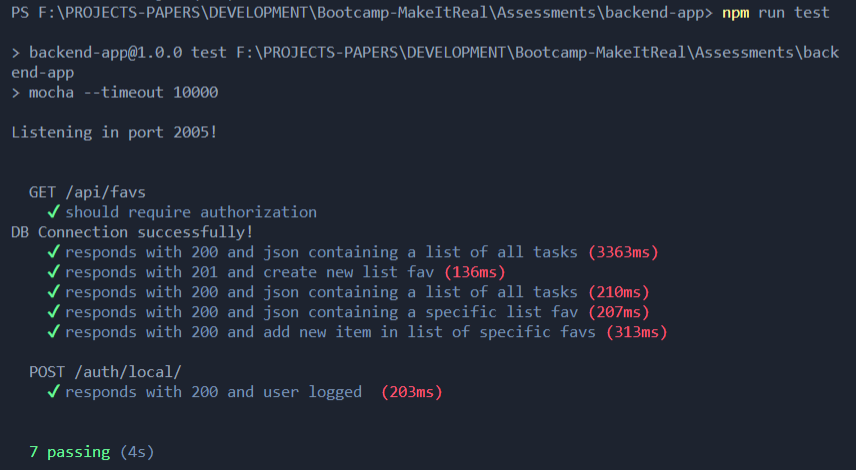 PS F:\PROJECTS-PAPERS\DEVELOPMENT\Bootcamp-MakeItReal\Assessments\backend-app> npm run test
> backend-app@1.0.0 test F:\PROJECTS-PAPERS\DEVELOPMENT\Bootcamp-MakeItReal\Assessments\back
end-app
> mocha --timeout 10000
Listening in port 2005!
GET /api/favs
✓ should require authorization
DB Connection successfully!
✓ responds with 200 and json containing a list of all tasks (3363ms)
✓ responds with 201 and create new list fav (136ms)
✓ responds with 200 and json containing a list of all tasks (210ms)
✓ responds with 200 and json containing a specific list fav (207ms)
✓ responds with 200 and add new item in list of specific favs (313ms)
POST /auth/local/
✓ responds with 200 and user logged (203ms)
7 passing (4s)